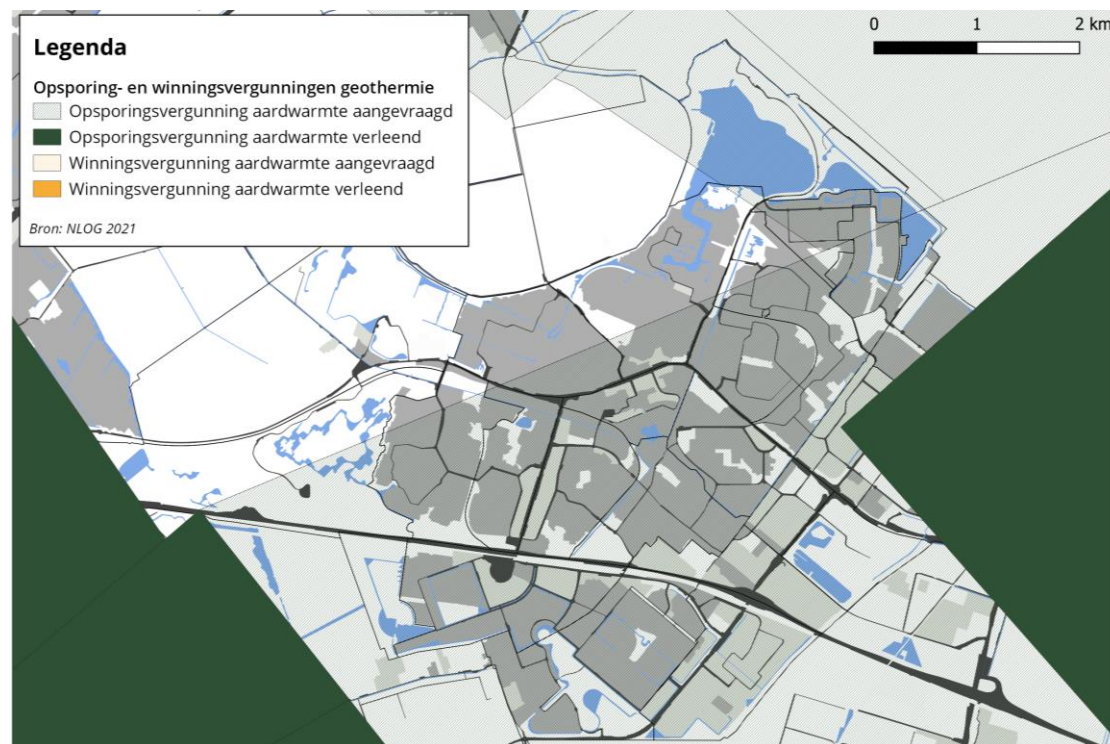 Legenda
Opsporing- en winningsvergunningen geothermie
Opsporingsvergunning aardwarmte aangevraagd
Opsporingsvergunning aardwarmte verleend
Winningsvergunning aardwarmte aangevraagd
Winningsvergunning aardwarmte verleend
Bron: NLOG 2021
0 1 2 km